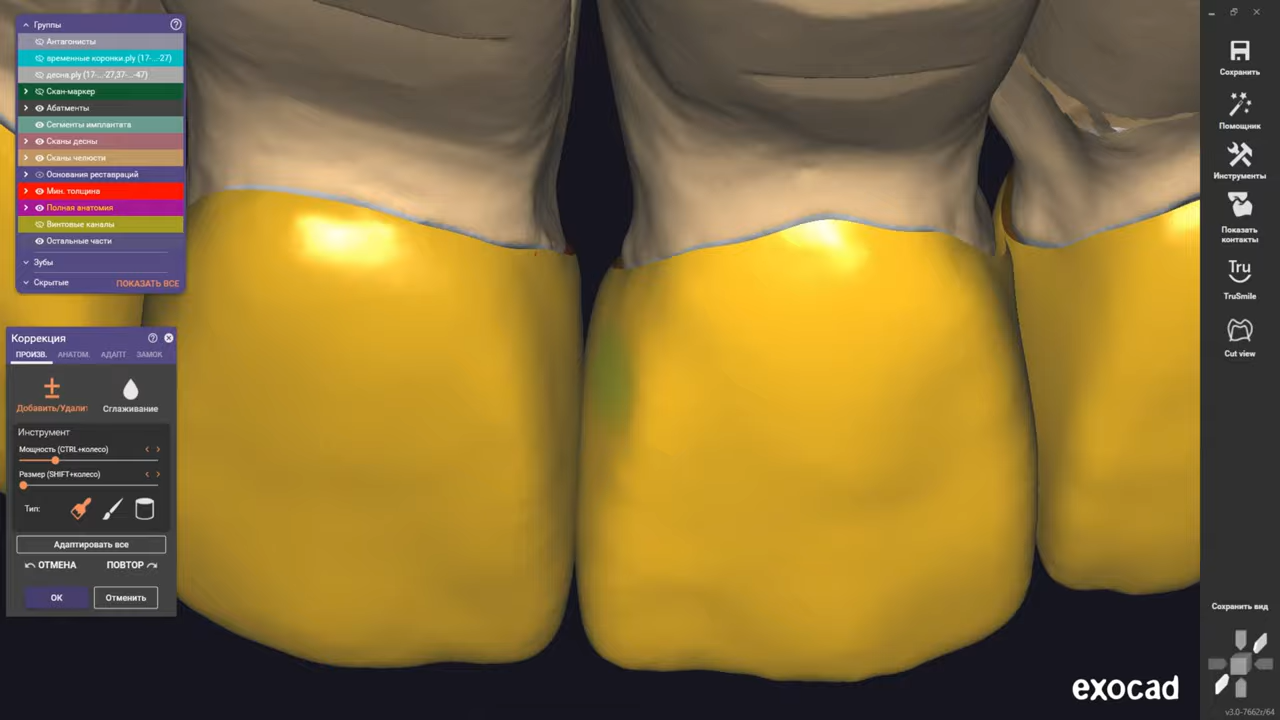 Группы
Антагонисты
временные коронки.ply (17-...-27)
десна.ply (17-...-27,37-...-47)
Скан-маркер
Абатменты
Сегменты имплантата
Сканы десны
Сканы челюсти
Основания реставраций
Мин. толщина
Полная анатомия
Винтовые каналы
Остальные части
Зубы
Скрытые ПОКАЗАТЬ ВСЕ
Коррекция
ПРОИЗВ. АНАТОМ. АДАПТ ЗАМОК
Добавить/Удалит Сглаживание
Инструмент
Мощность (CTRL+колесо)
Размер (SHIFT+колесо)
Тип:
Адаптировать все
ОТМЕНА ПОВТОР
OK Отменить
Сохранить
Помощник
Инструменты
Показать
контакты
Tru
TruSmile
Cut view
Сохранить вид
exocad
v3.0-7662r/64